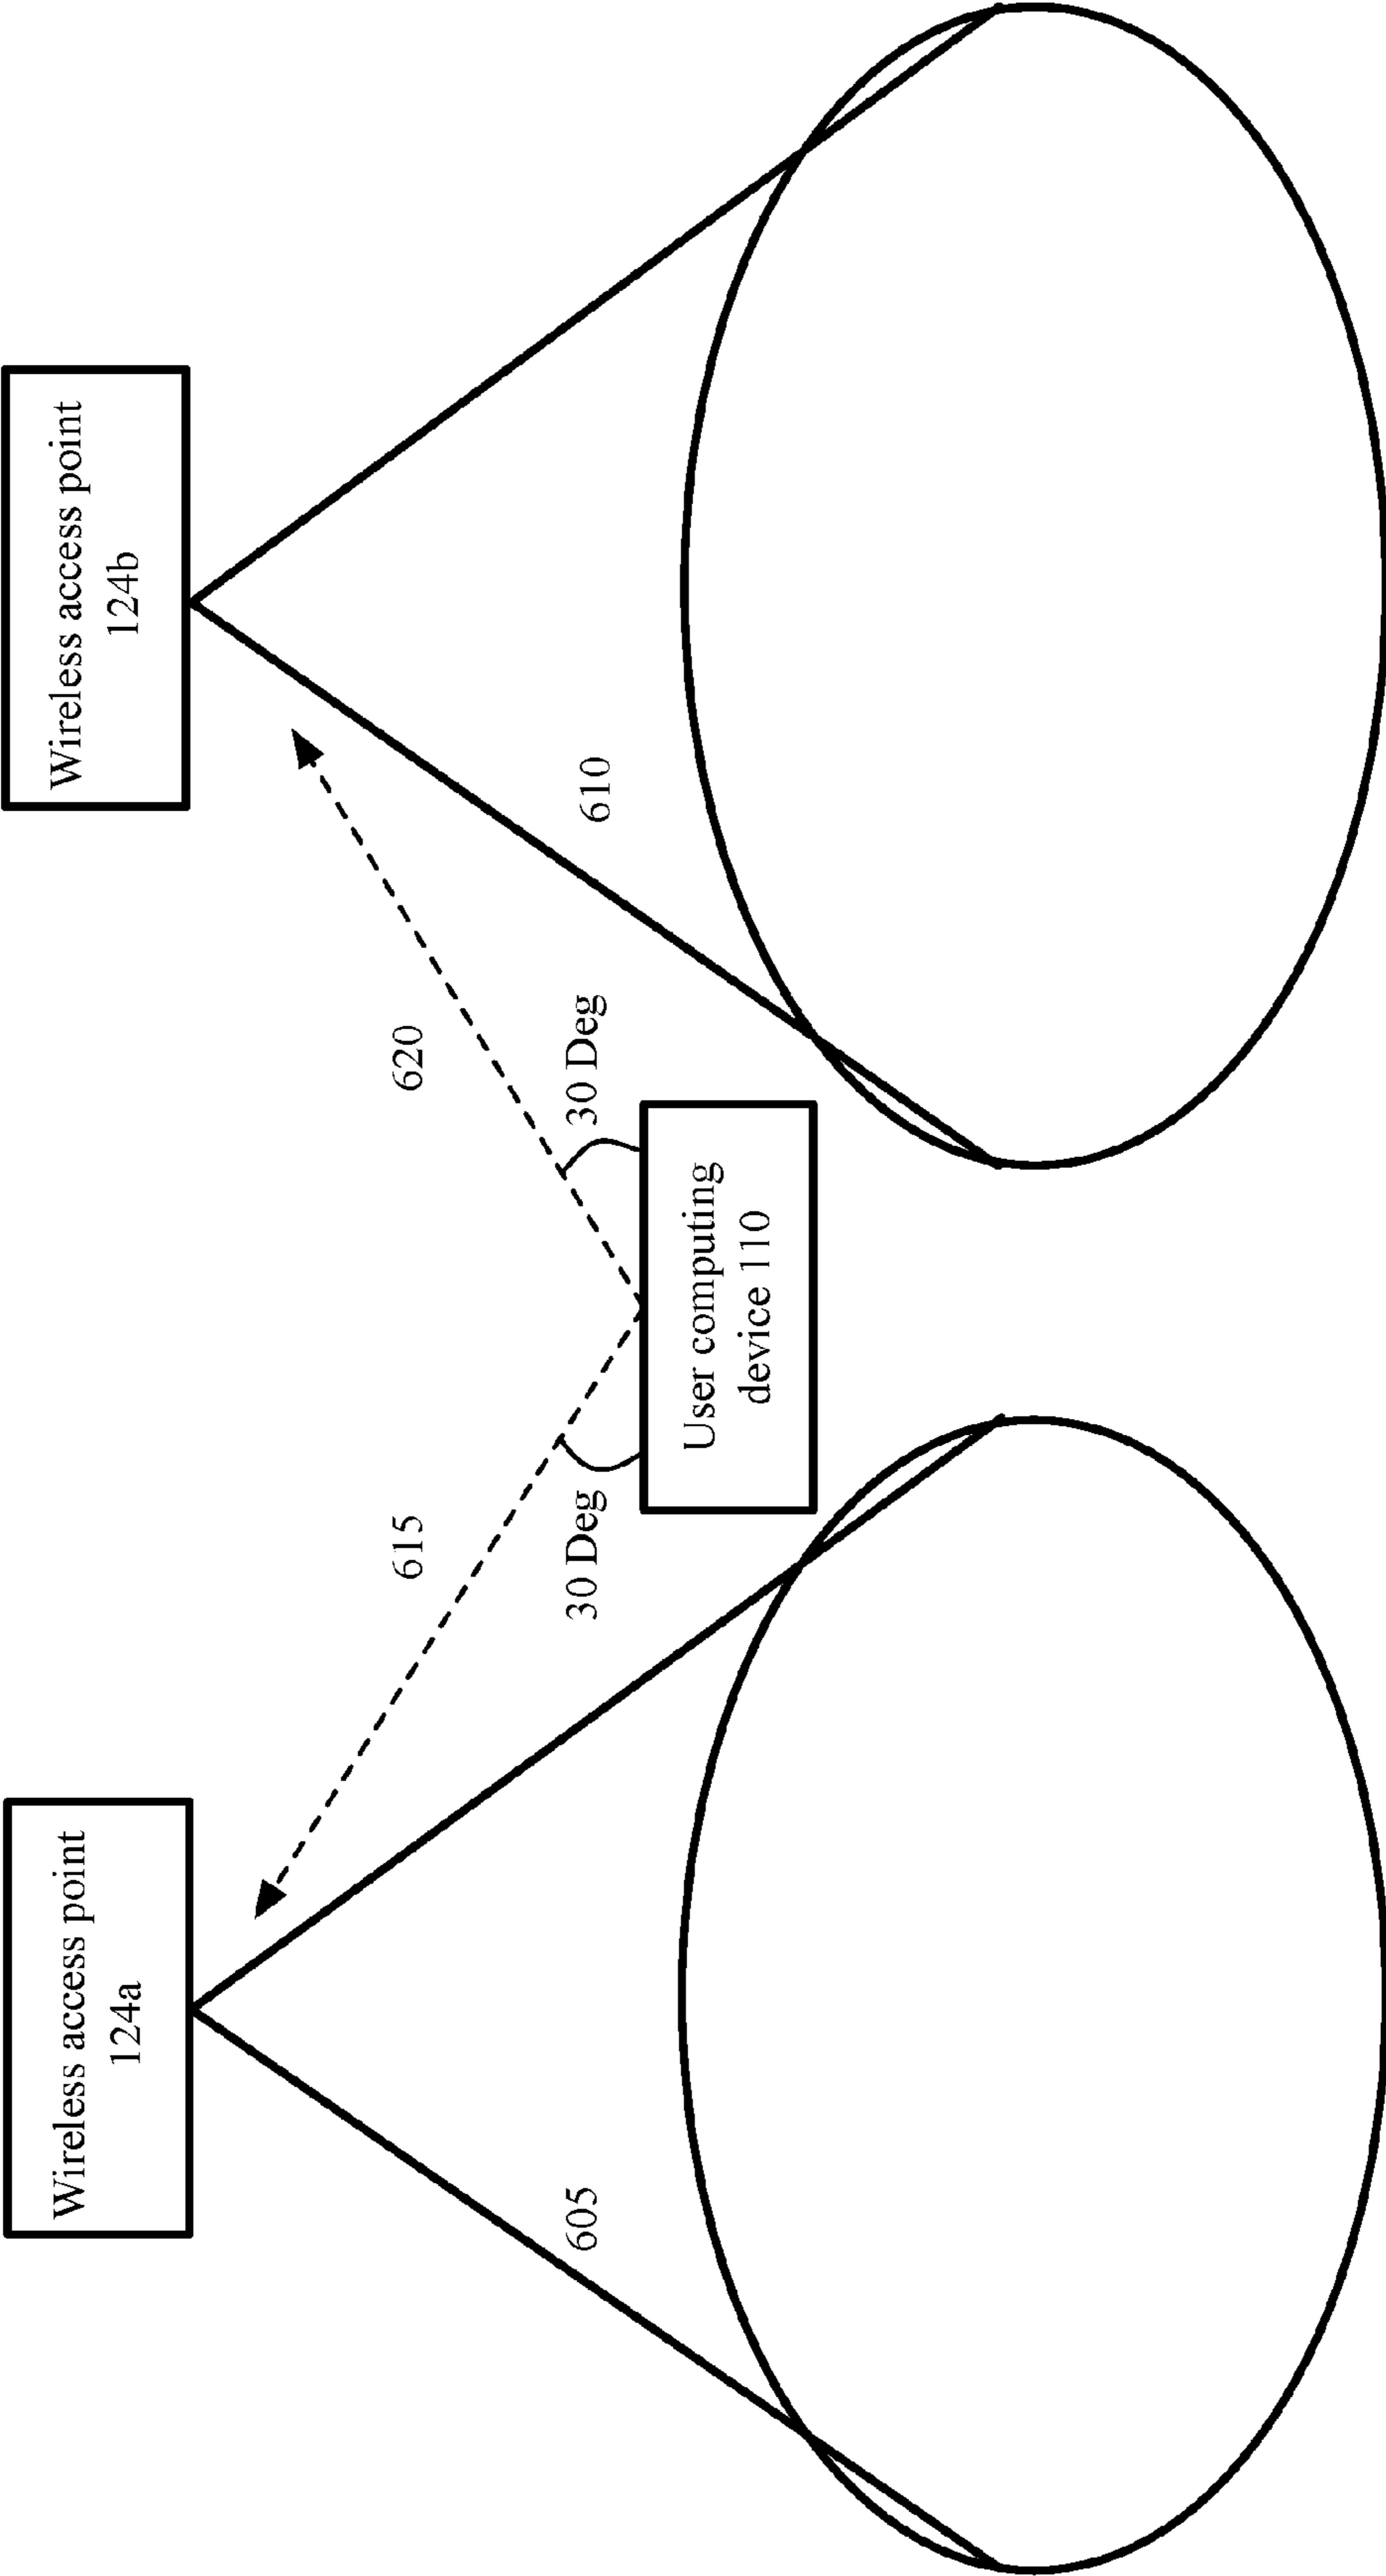 Wireless access point
124a
Wireless access point
124b
615
620
30 Deg
30 Deg
605
610
User computing
device 110